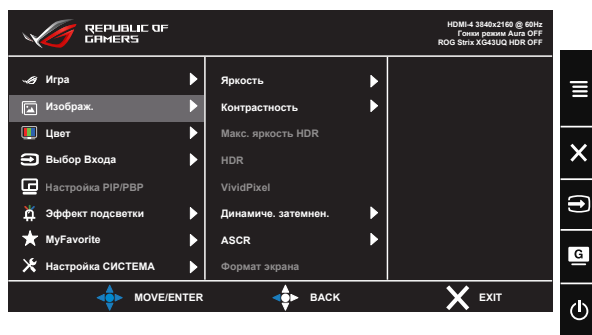 REPUBLIC OF
GAMERS
HDMI-4 3840x2160 @ 60Hz
Гонки режим Aura OFF
ROG Strix XG43UQ HDR OFF
Игра
Изображ.
Цвет
Выбор Входа
Настройка PIP/PBP
Эффект подсветки
MyFavorite
Настройка СИСТЕМА
Яркость
Контрастность
Макс. яркость HDR
HDR
VividPixel
Динамиче. затемнен.
ASCR
Формат экрана
MOVE/ENTER
BACK
EXIT
G